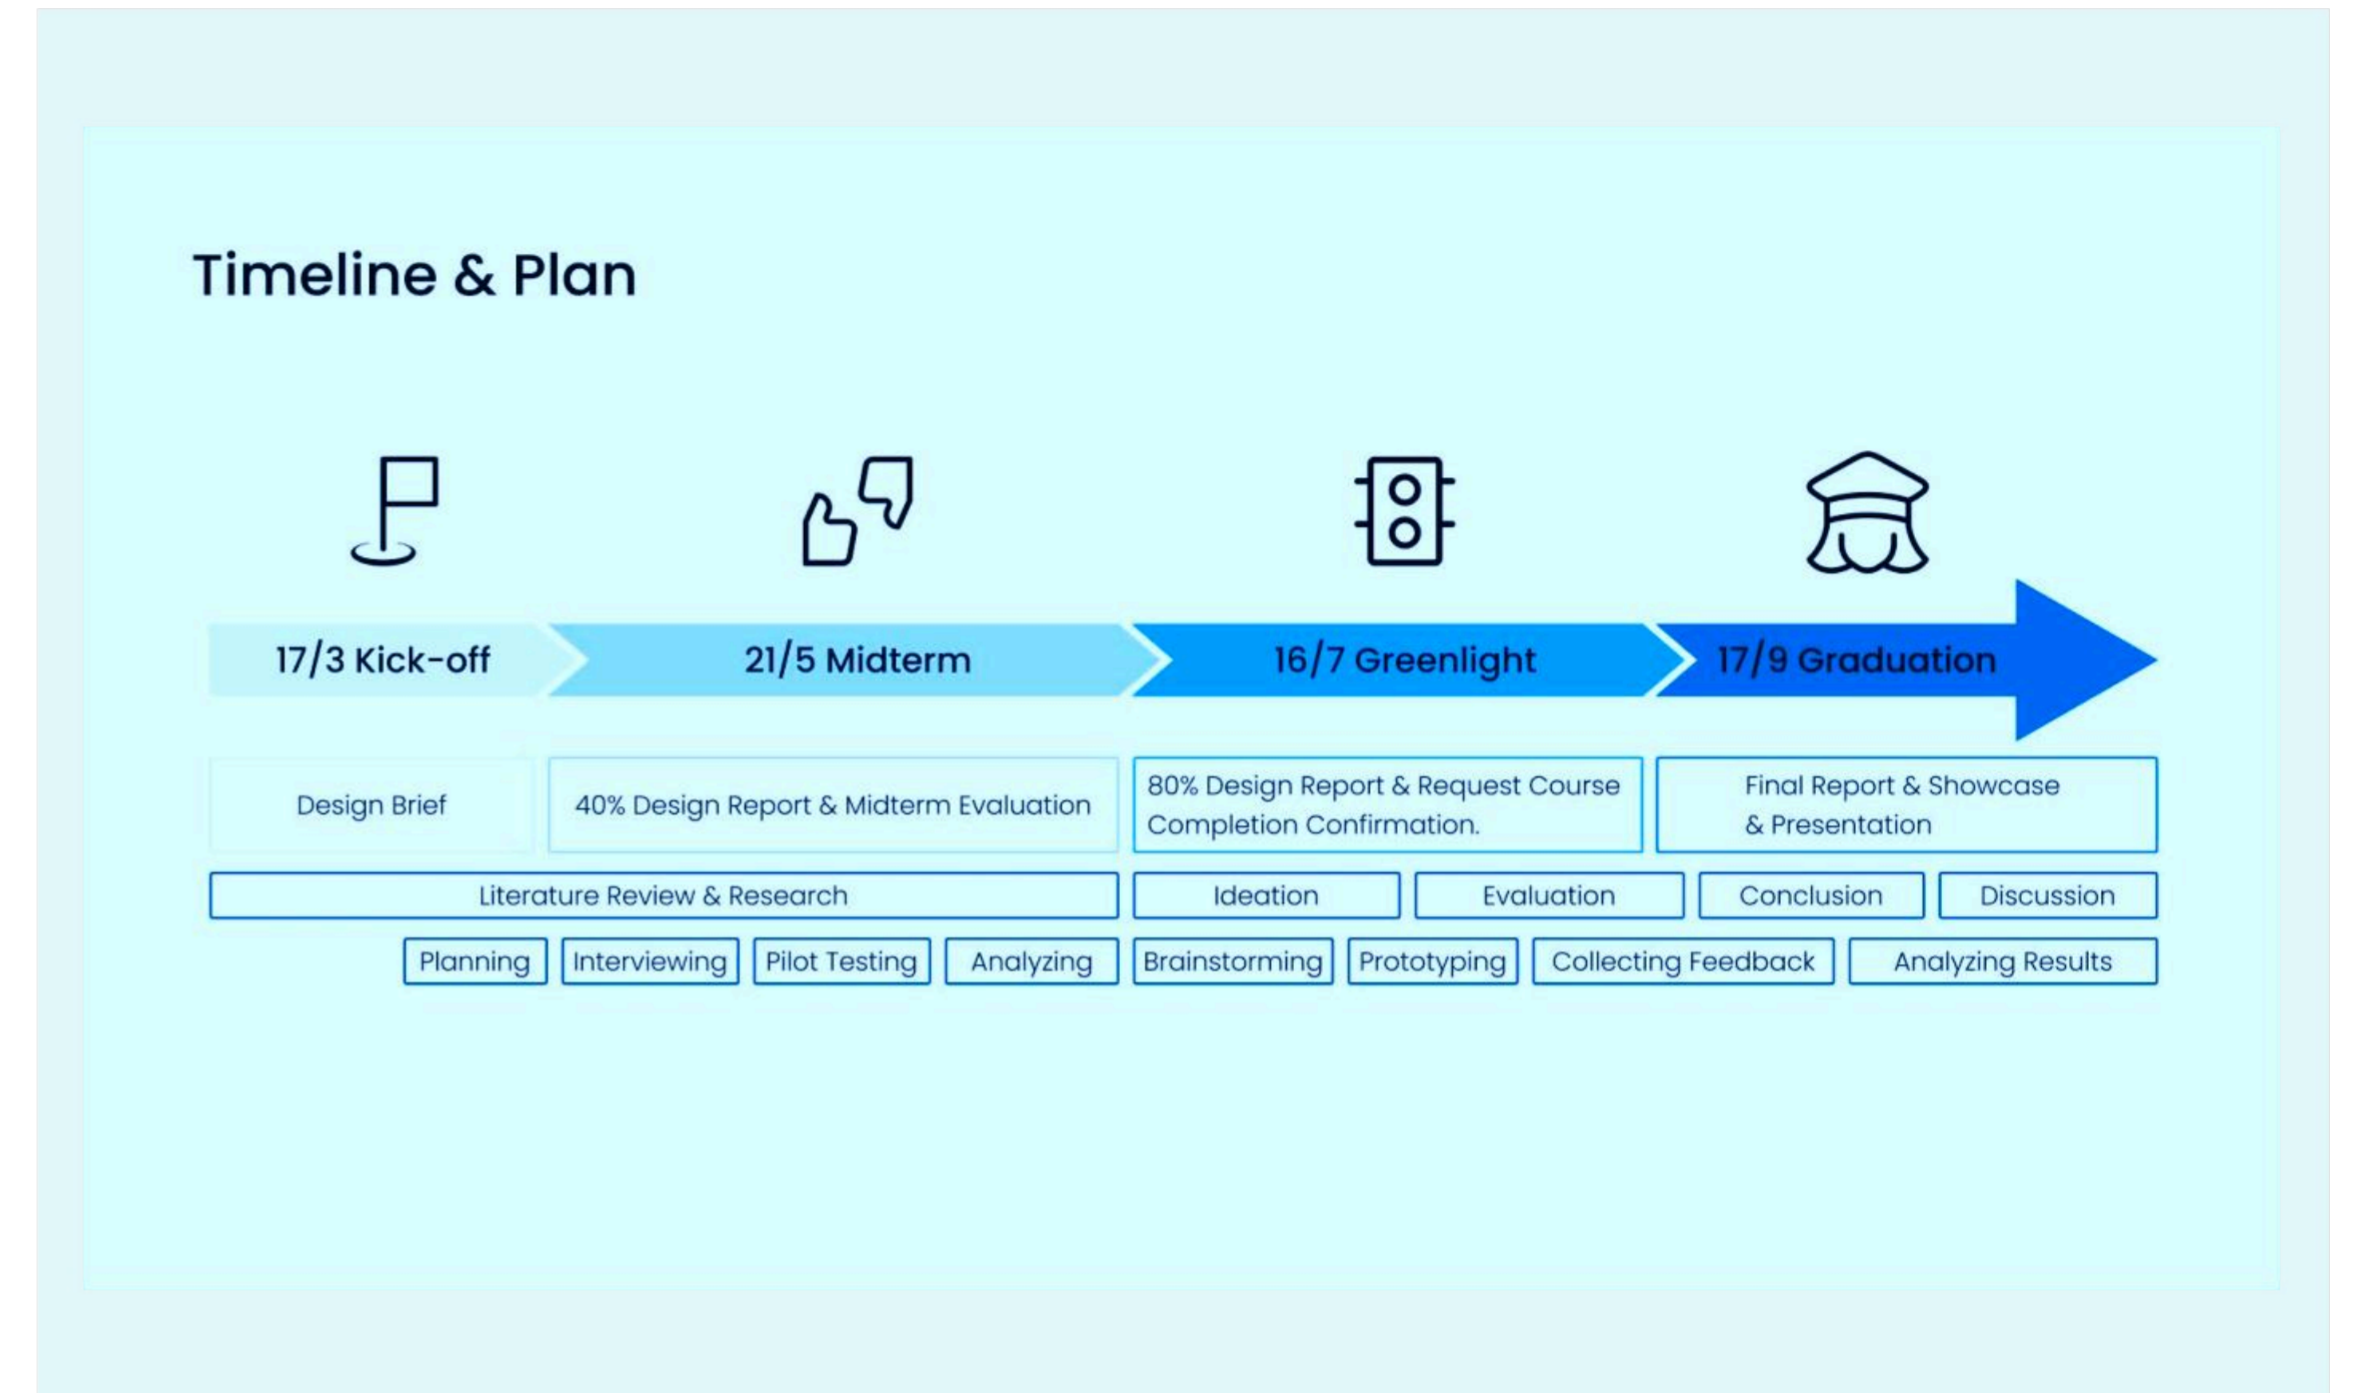 Timeline & Plan
17/3 Kick-off
21/5 Midterm
16/7 Greenlight
17/9 Graduation
Design Brief
40% Design Report & Midterm Evaluation
80% Design Report & Request Course
Completion Confirmation.
Final Report & Showcase
& Presentation
Literature Review & Research
Ideation
Evaluation
Conclusion
Discussion
Planning
Interviewing
Pilot Testing
Analyzing
Brainstorming
Prototyping
Collecting Feedback
Analyzing Results